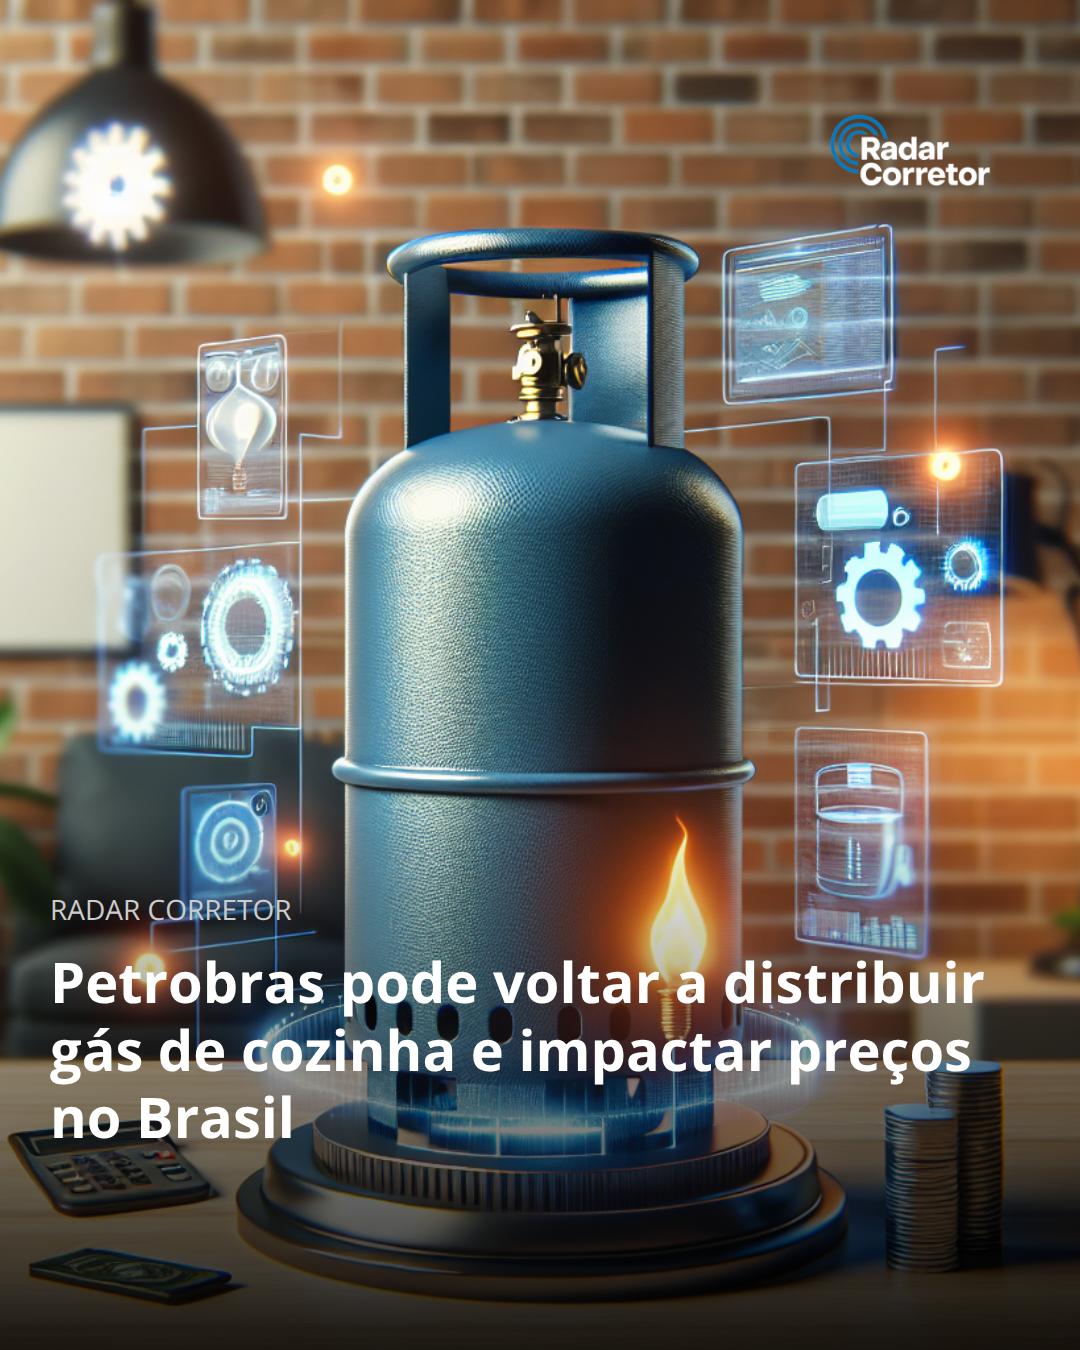 Radar
Corretor
RADAR CORRETOR
Petrobras pode voltar a distribuir
gás de cozinha e impactar preços
no Brasil